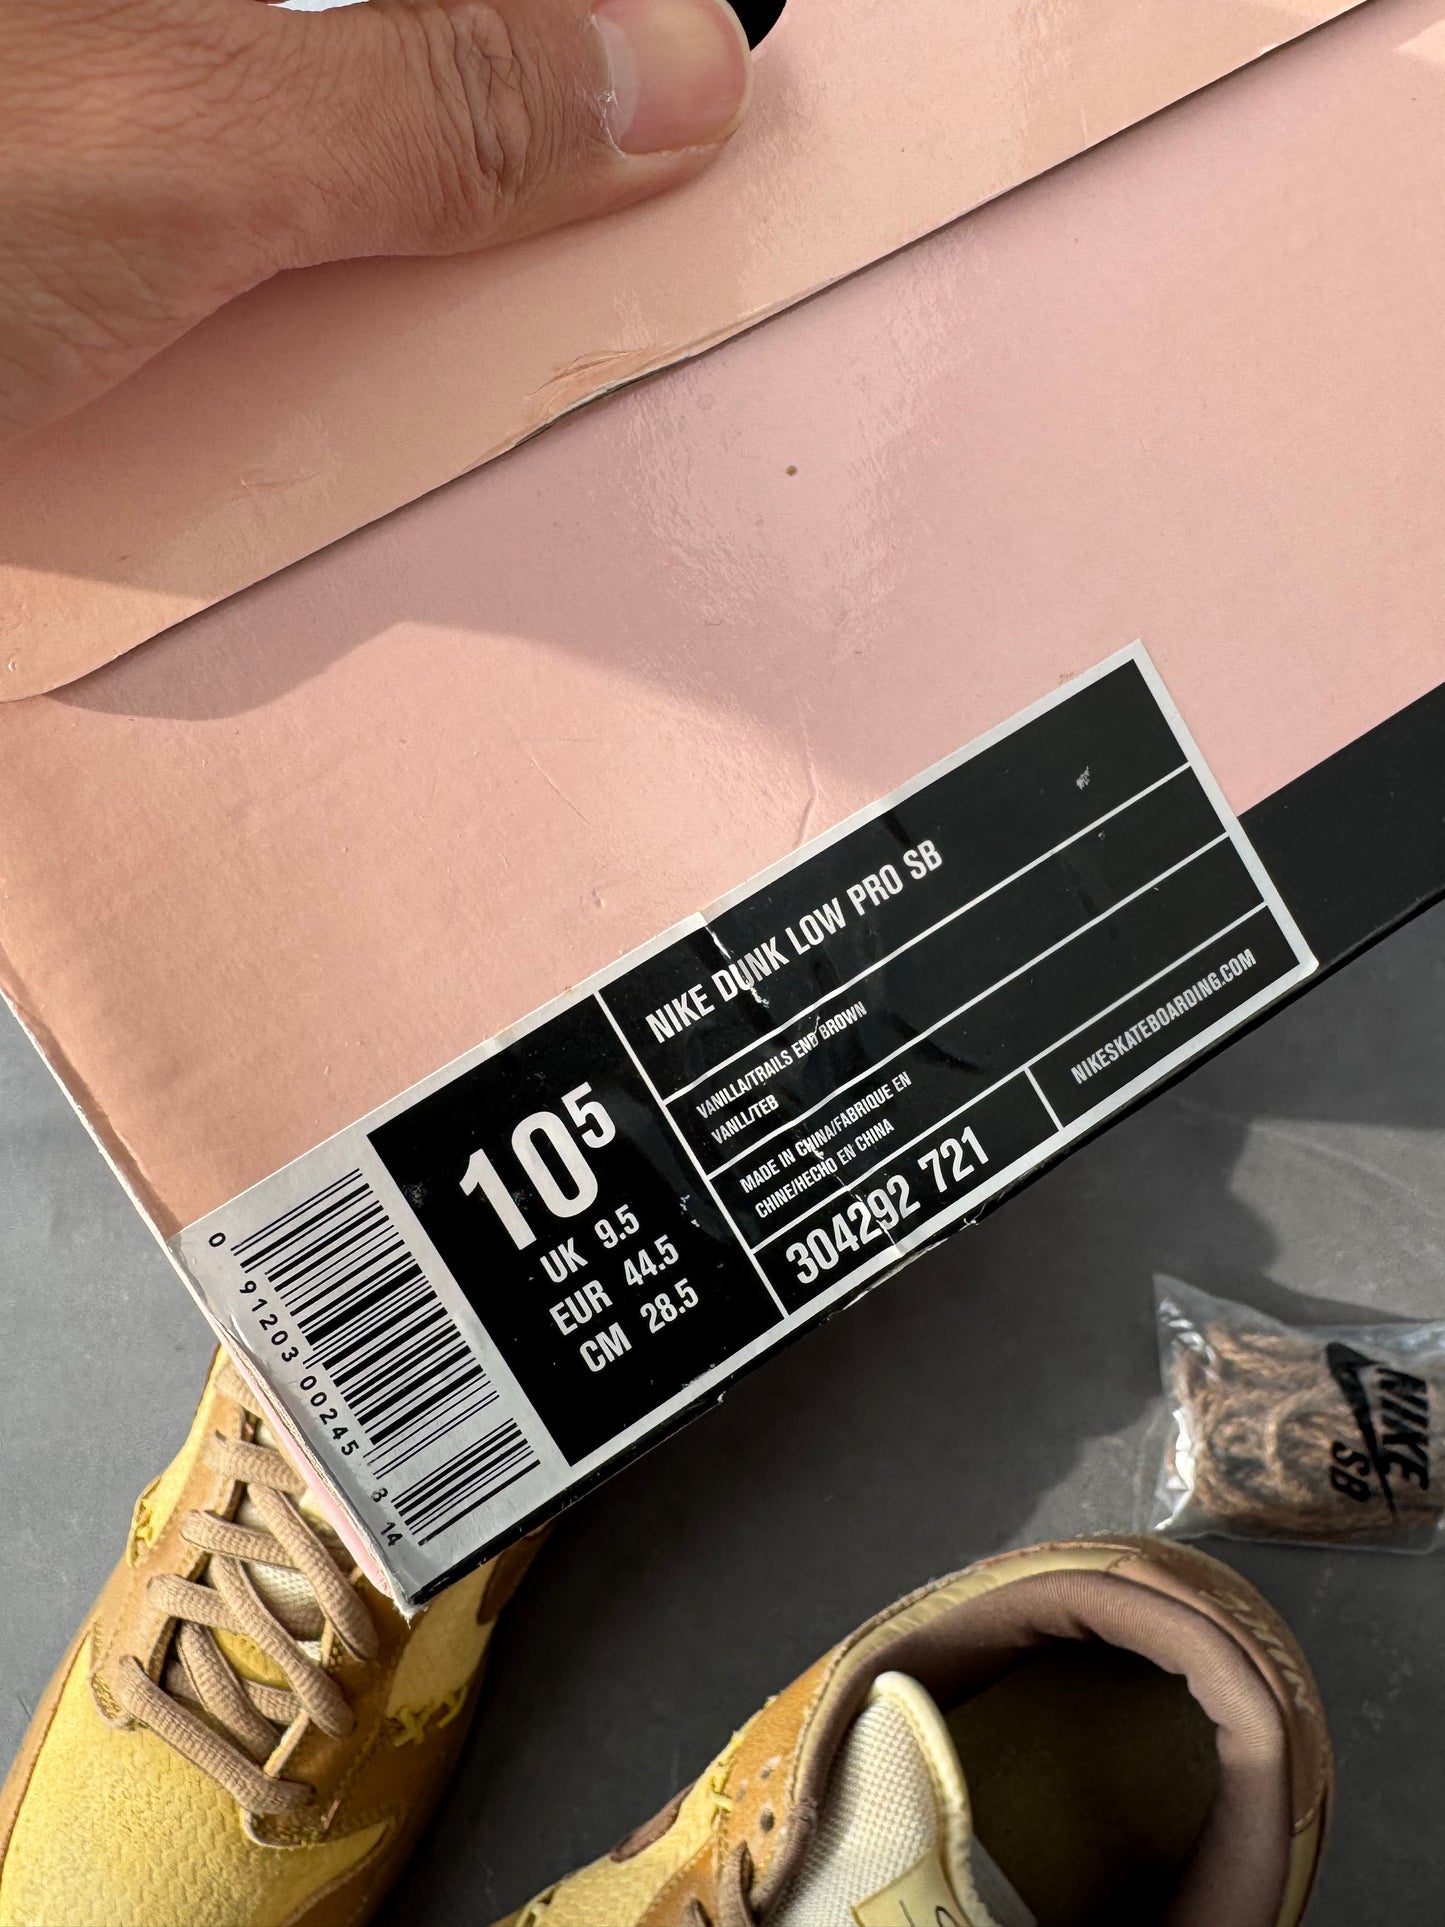 NIKE DUNK LOW PRO SB
VANILLA/TRAILS END BROWN
VANLL/TEB
MADE IN CHINA/FABRIQUE EN
CHINE/HECHO EN CHINA
304292 721
NIKESKATEBOARDING.COM
10 5
UK 9.5
EUR 44.5
CM 28.5
0 91203 00245 8 14
NIKE
SB